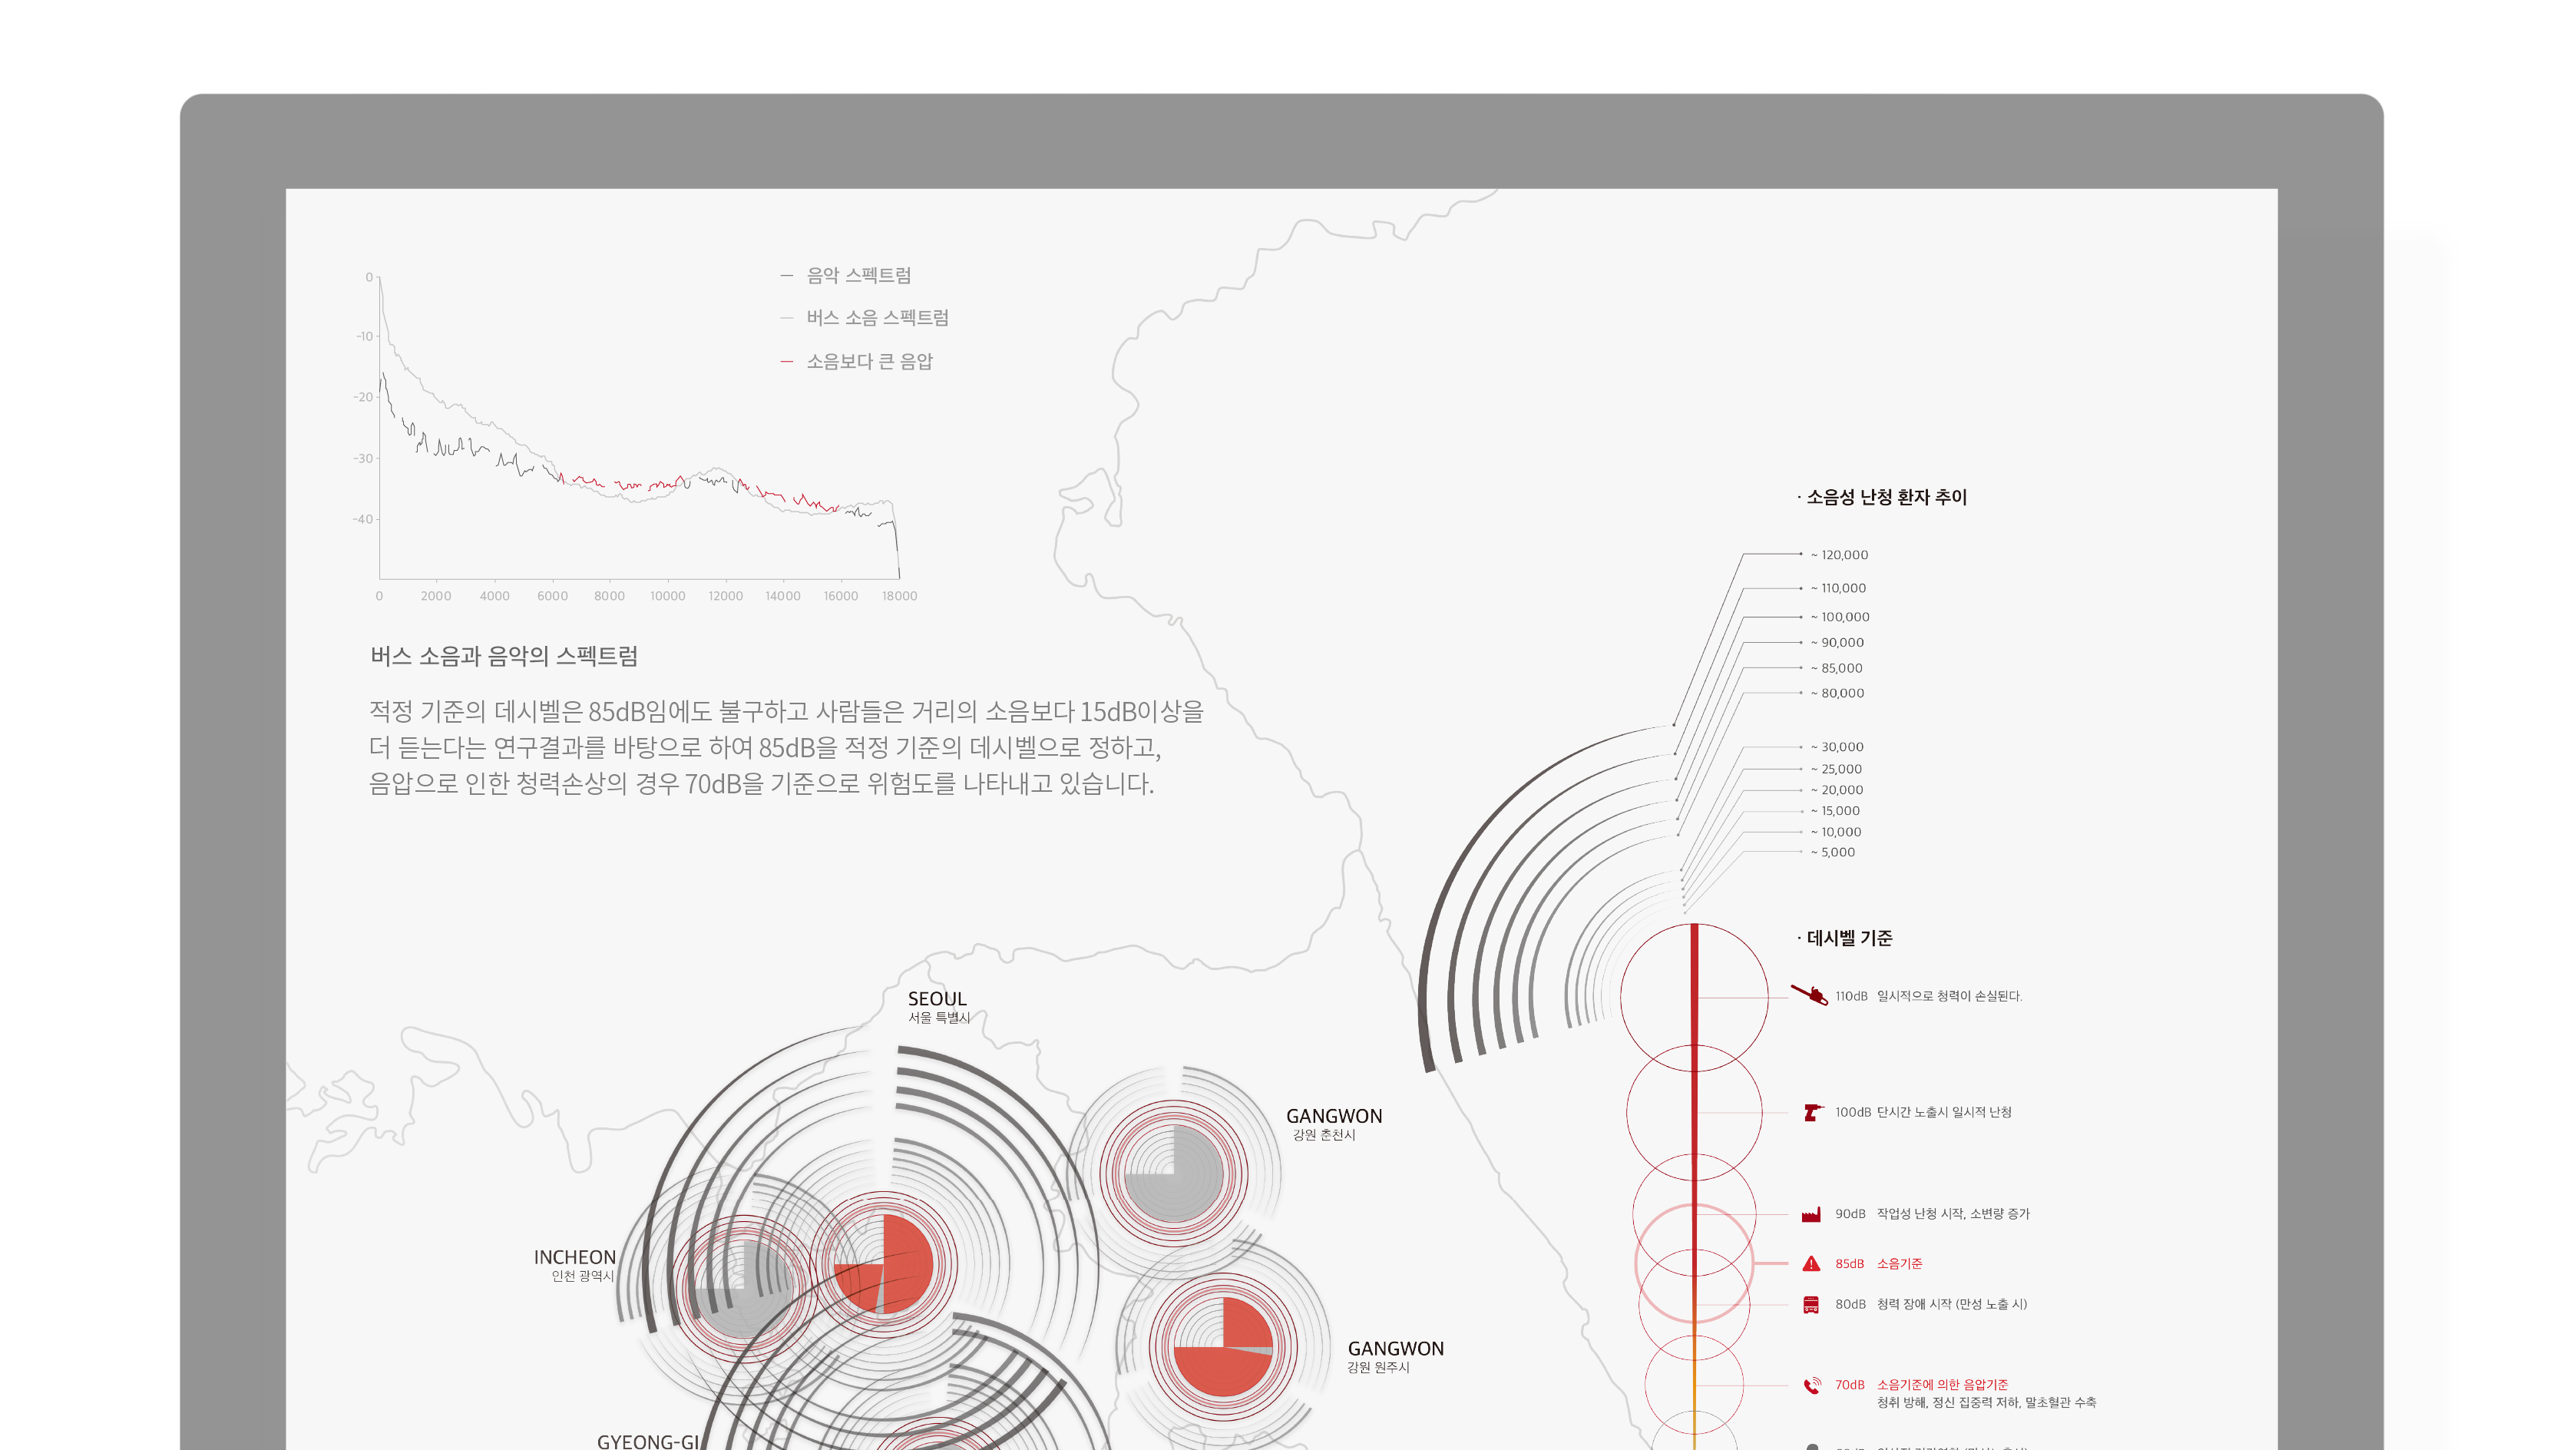 0
-10
-20
-30
-40
0 2000 4000 6000 8000 10000 12000 14000 16000 18000
음악 스펙트럼
버스 소음 스펙트럼
소음보다 큰 음압
버스 소음과 음악의 스펙트럼
적정 기준의 데시벨은 85dB임에도 불구하고 사람들은 거리의 소음보다 15dB이상을
더 듣는다는 연구결과를 바탕으로 하여 85dB을 적정 기준의 데시벨으로 정하고,
음압으로 인한 청력손상의 경우 70dB을 기준으로 위험도를 나타내고 있습니다.
· 소음성 난청 환자 추이
~ 120,000
~ 110,000
~ 100,000
~ 90,000
~ 85,000
~ 80,000
~ 30,000
~ 25,000
~ 20,000
~ 15,000
~ 10,000
~ 5,000
· 데시벨 기준
110dB 일시적으로 청력이 손실된다.
100dB 단시간 노출시 일시적 난청
90dB 작업성 난청 시작, 소변량 증가
85dB 소음기준
80dB 청력 장애 시작 (만성 노출 시)
70dB 소음기준에 의한 음압기준
청취 방해, 정신 집중력 저하, 말초혈관 수축
SEOUL
서울 특별시
GANGWON
강원 춘천시
INCHEON
인천 광역시
GANGWON
강원 원주시
GYEONG-GI